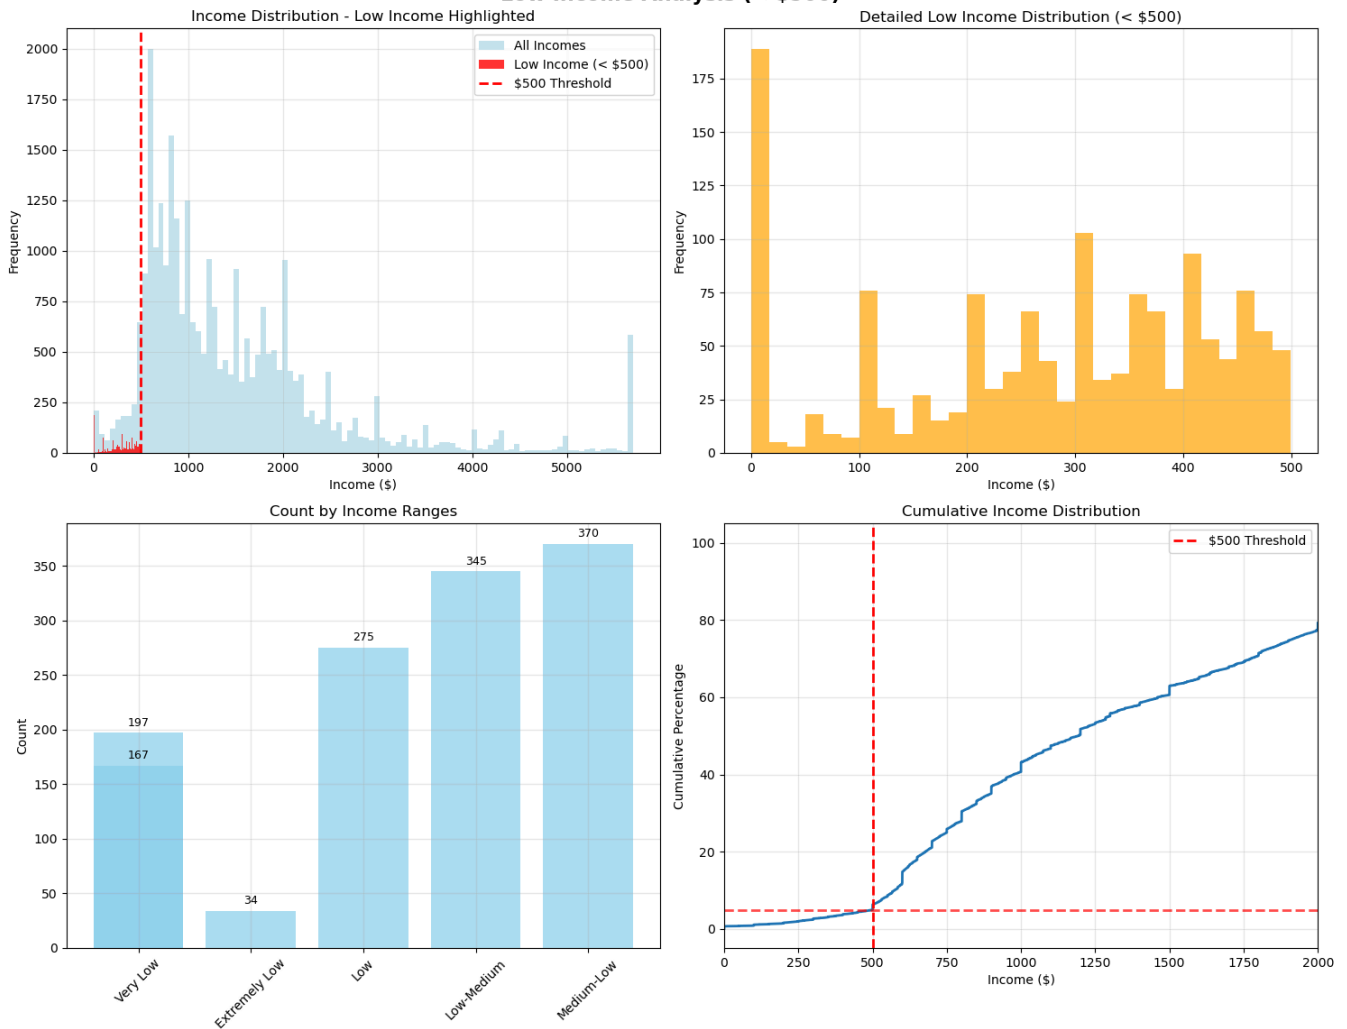 Income Distribution - Low Income Highlighted
2000
1750
1500
1250
1000
750
500
250
0
Frequency
All Incomes
Low Income (< $500)
$500 Threshold
0 1000 2000 3000 4000 5000
Income ($)
Detailed Low Income Distribution (< $500)
175
150
125
100
75
50
25
0
Frequency
0 100 200 300 400 500
Income ($)
Count by Income Ranges
350
300
250
200
150
100
50
0
Count
197
167
34
275
345
370
Very Low
Extremely Low
Low
Low-Medium
Medium-Low
Cumulative Income Distribution
100
80
60
40
20
0
Cumulative Percentage
$500 Threshold
0 250 500 750 1000 1250 1500 1750 2000
Income ($)